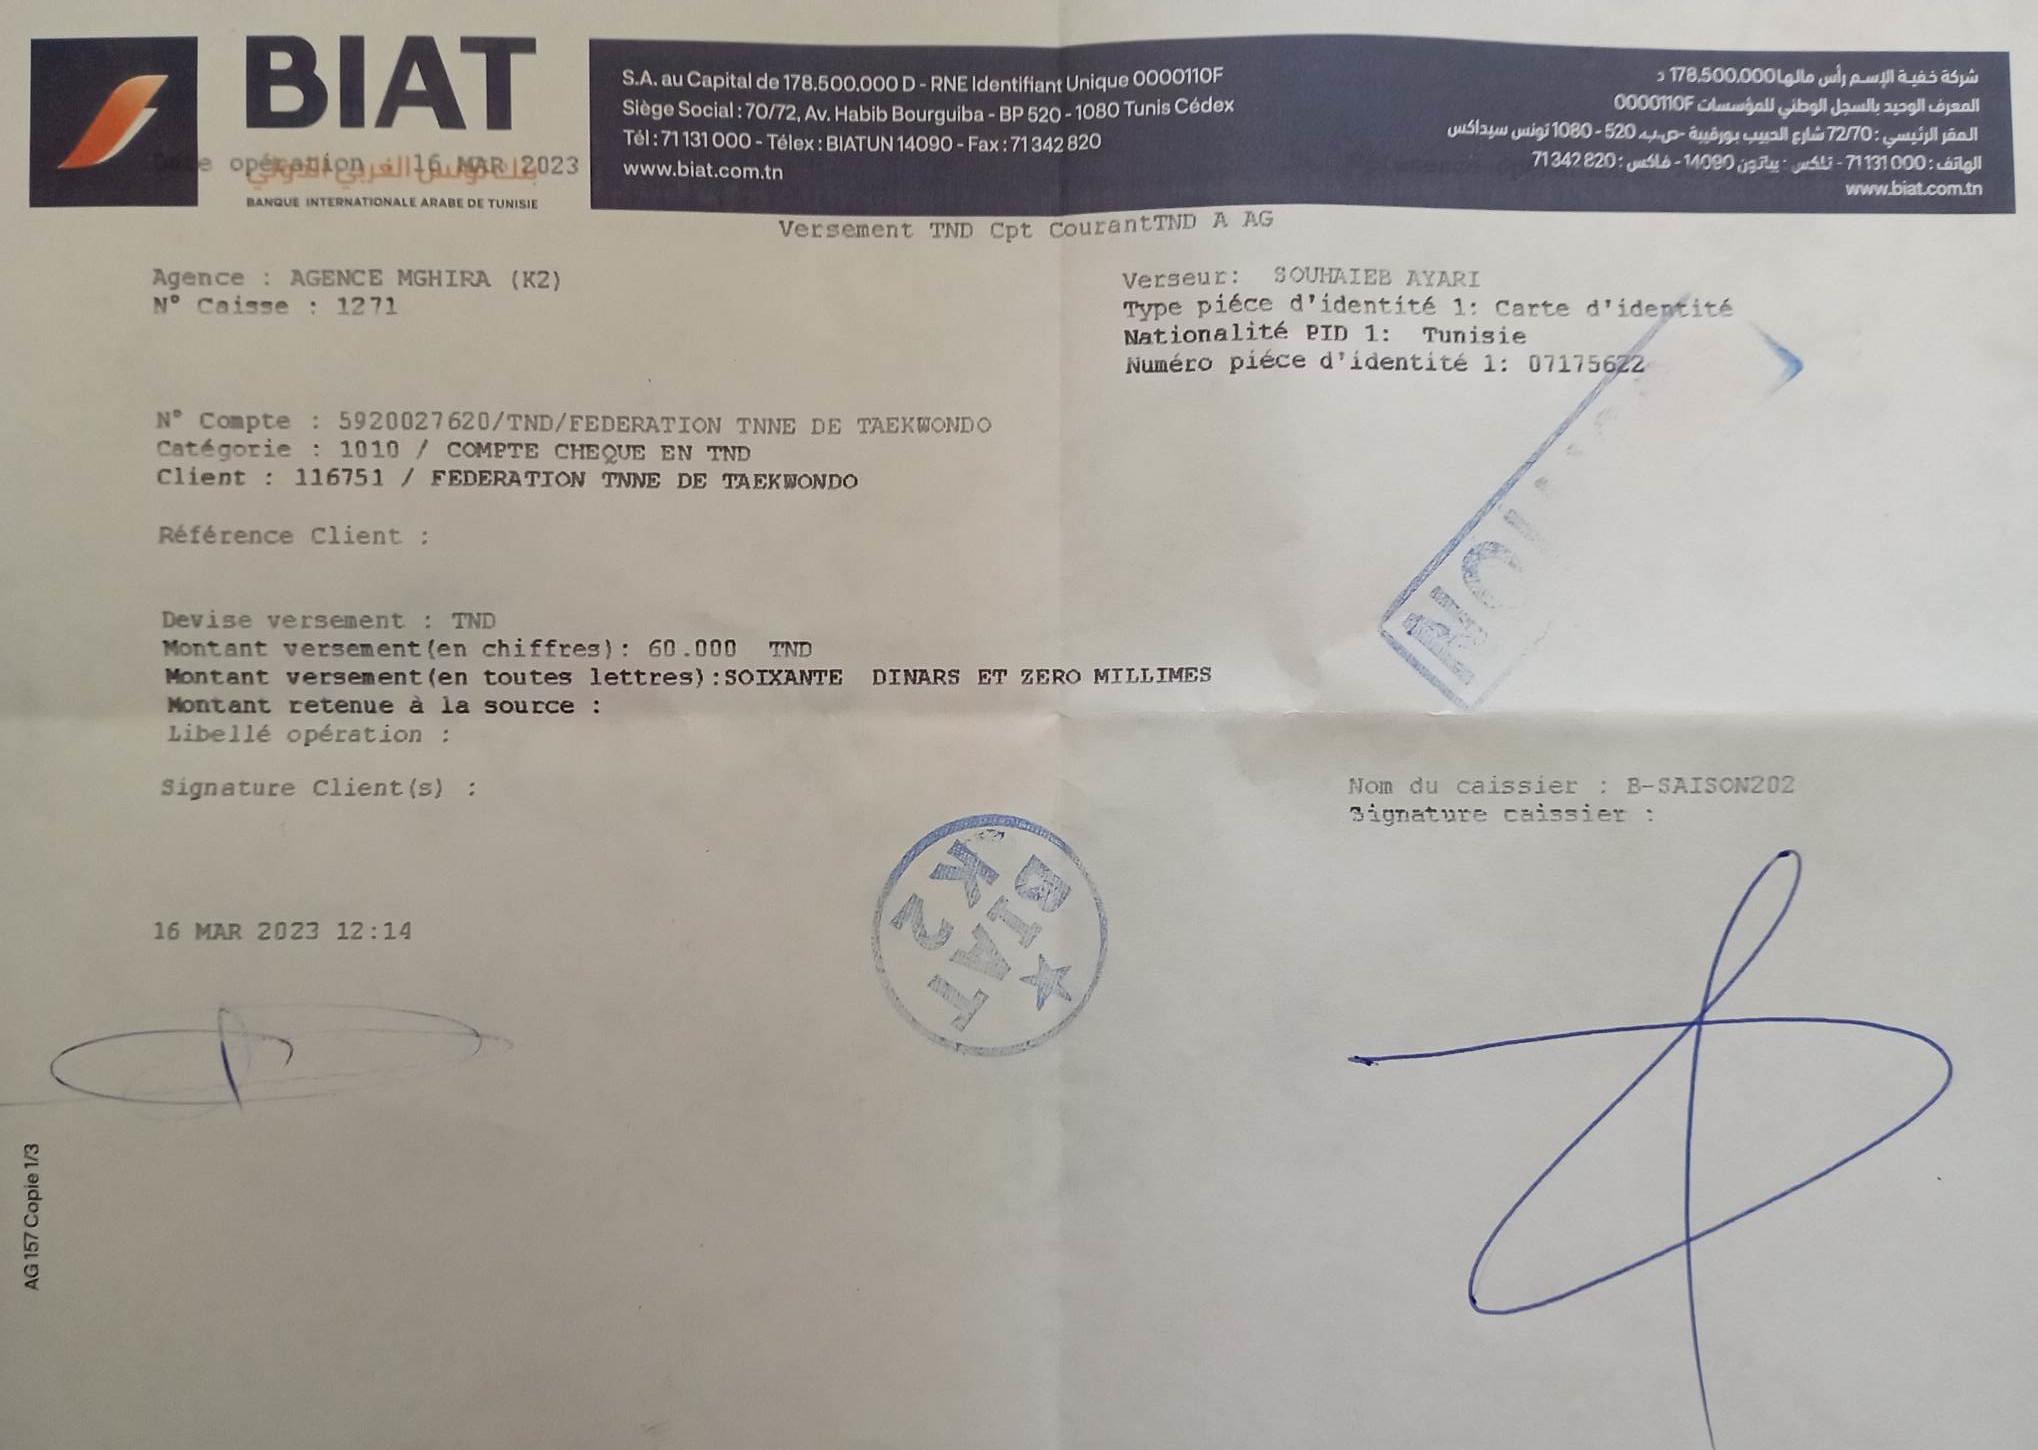 BIAT
بنك تونس العربي الدولي
BANQUE INTERNATIONALE ARABE DE TUNISIE
S.A. au Capital de 178.500.000 D - RNE Identifiant Unique 0000110F
Siège Social : 70/72, Av. Habib Bourguiba - BP 520 - 1080 Tunis Cédex
Tél : 71 131 000 - Télex : BIATUN 14090 - Fax : 71 342 820
www.biat.com.tn
شركة خفية الإسم رأس مالها 178.500.000 د
المعرف الوحيد بالسجل الوطني للمؤسسات 0000110F
المقر الرئيسي : 72/70 شارع الحبيب بورقيبة -ص.ب. 520 - 1080 تونس سيداكس
الهاتف : 71 131 000 - تلكس : بياتون 14090 - فاكس : 71 342 820
www.biat.com.tn
Date opération 16 MAR 2023
Versement TND Cpt CourantTND A AG
Agence : AGENCE MGHIRA (K2)
N° Caisse : 1271
Verseur: SOUHAIEB AYARI
Type piéce d'identité 1: Carte d'identité
Nationalité PID 1: Tunisie
Numéro piéce d'identité 1: 07175622
N° Compte : 5920027620/TND/FEDERATION TNNE DE TAEKWONDO
Catégorie : 1010 / COMPTE CHEQUE EN TND
Client : 116751 / FEDERATION TNNE DE TAEKWONDO
Référence Client :
Devise versement : TND
Montant versement(en chiffres): 60.000 TND
Montant versement(en toutes lettres):SOIXANTE DINARS ET ZERO MILLIMES
Montant retenue à la source :
Libellé opération :
Signature Client(s) :
Nom du caissier : B-SAISON202
Signature caissier :
BIAT
K2
16 MAR 2023 12:14
AG 157 Copie 1/3